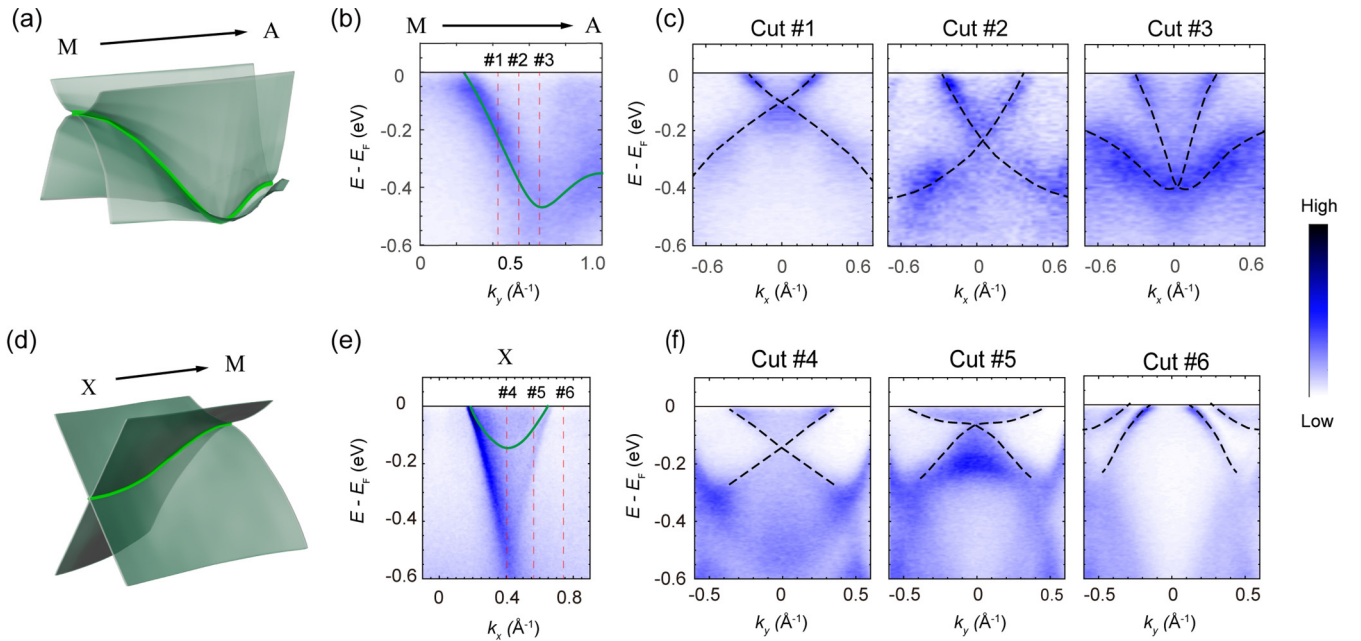 (a)
M
A
(b)
M
A
#1 #2 #3
0
-0.2
-0.4
-0.6
E - E_F (eV)
0
0.5
1.0
k_y (Å⁻¹)
(c)
Cut #1
Cut #2
Cut #3
-0.6
0
0.6
k_x (Å⁻¹)
-0.6
0
0.6
k_x (Å⁻¹)
-0.6
0
0.6
k_x (Å⁻¹)
High
Low
(d)
X
M
(e)
X
#4 #5 #6
0
-0.2
-0.4
-0.6
E - E_F (eV)
0
0.4
0.8
k_x (Å⁻¹)
(f)
Cut #4
Cut #5
Cut #6
0
-0.2
-0.4
-0.6
E - E_F (eV)
-0.5
0
0.5
k_y (Å⁻¹)
-0.5
0
0.5
k_y (Å⁻¹)
-0.5
0
0.5
k_y (Å⁻¹)
0
-0.2
-0.4
-0.6
E - E_F (eV)